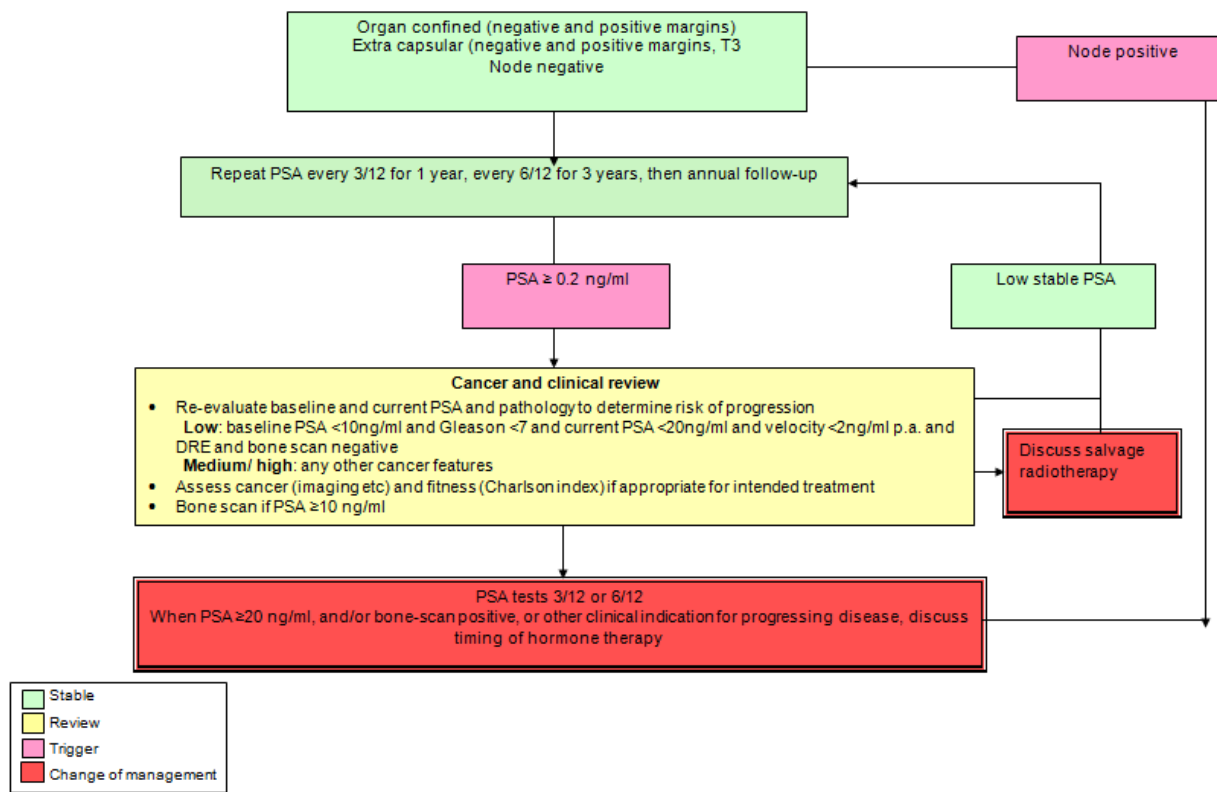 Organ confined (negative and positive margins)
Extra capsular (negative and positive margins, T3
Node negative
Node positive
Repeat PSA every 3/12 for 1 year, every 6/12 for 3 years, then annual follow-up
PSA ≥ 0.2 ng/ml
Low stable PSA
Cancer and clinical review
• Re-evaluate baseline and current PSA and pathology to determine risk of progression
Low: baseline PSA <10ng/ml and Gleason <7 and current PSA <20ng/ml and velocity <2ng/ml p.a. and
DRE and bone scan negative
Medium/ high: any other cancer features
• Assess cancer (imaging etc) and fitness (Charlson index) if appropriate for intended treatment
• Bone scan if PSA ≥10 ng/ml
Discuss salvage
radiotherapy
PSA tests 3/12 or 6/12
When PSA ≥20 ng/ml, and/or bone-scan positive, or other clinical indication for progressing disease, discuss
timing of hormone therapy
Stable
Review
Trigger
Change of management